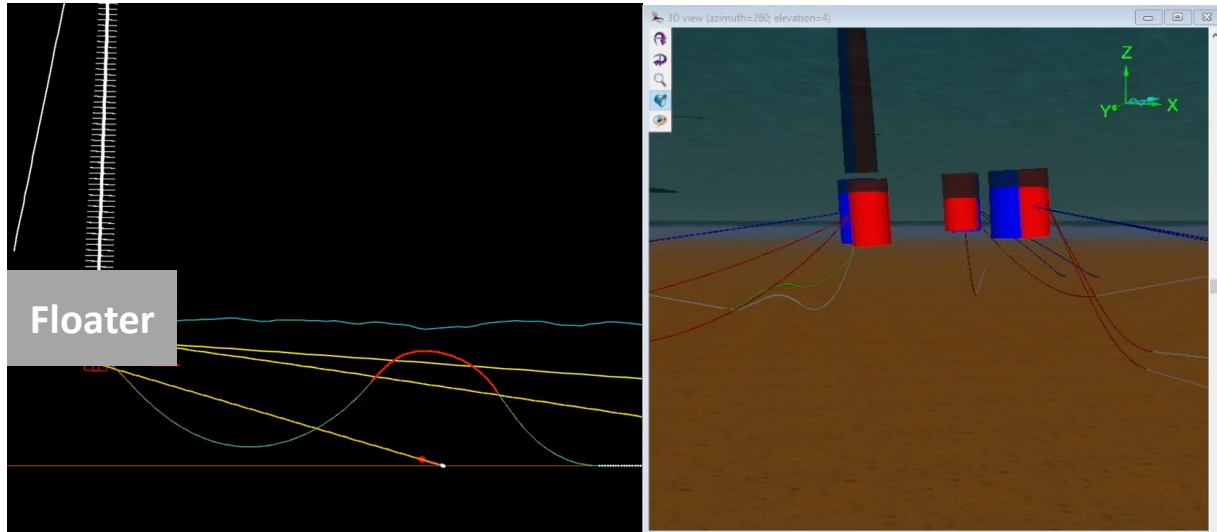 Floater
3D view (azimuth=260; elevation=4)
Z
Y
X